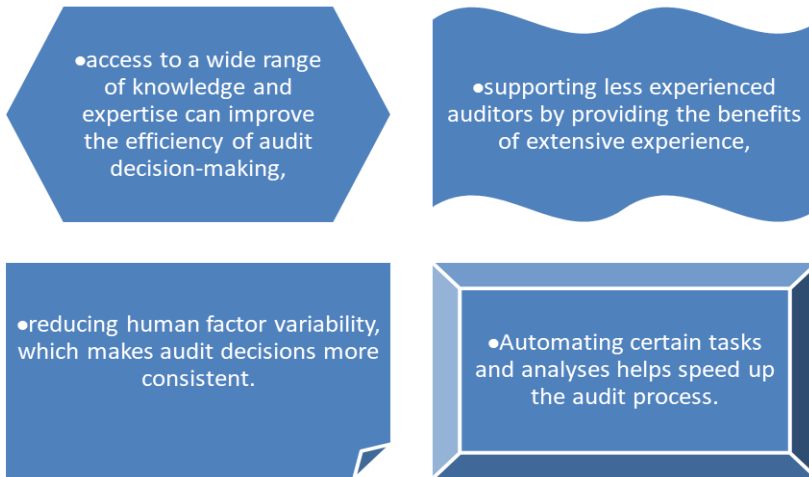 ●access to a wide range
of knowledge and
expertise can improve
the efficiency of audit
decision-making,
●supporting less experienced
auditors by providing the benefits
of extensive experience,
●reducing human factor variability,
which makes audit decisions more
consistent.
●Automating certain tasks
and analyses helps speed up
the audit process.